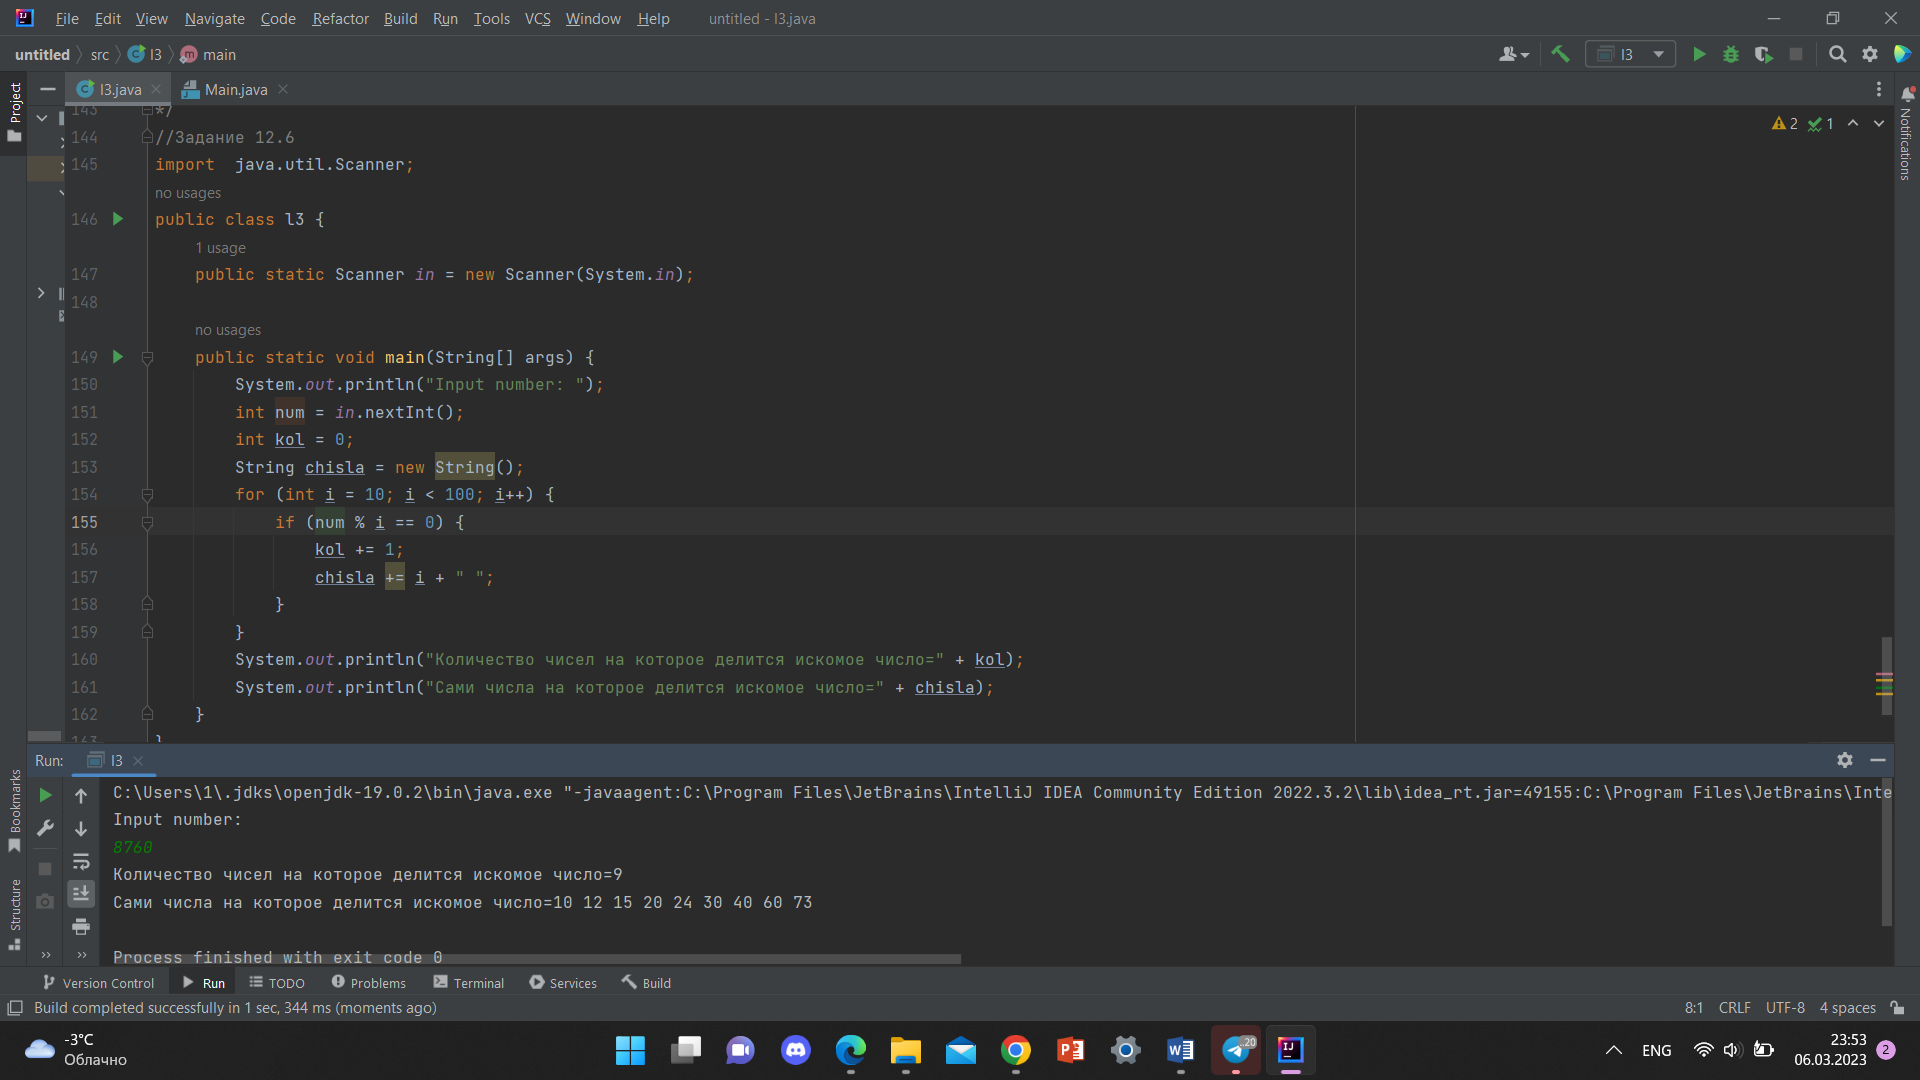 File Edit View Navigate Code Refactor Build Run Tools VCS Window Help untitled - l3.java
untitled src l3 main
l3
Project
l3.java Main.java
Notifications
143 */
2 1
144 //Задание 12.6
145 import java.util.Scanner;
no usages
146 public class l3 {
1 usage
147 public static Scanner in = new Scanner(System.in);
148
no usages
149 public static void main(String[] args) {
150 System.out.println("Input number: ");
151 int num = in.nextInt();
152 int kol = 0;
153 String chisla = new String();
154 for (int i = 10; i < 100; i++) {
155 if (num % i == 0) {
156 kol += 1;
157 chisla += i + " ";
158 }
159 }
160 System.out.println("Количество чисел на которое делится искомое число=" + kol);
161 System.out.println("Сами числа на которое делится искомое число=" + chisla);
162 }
163 }
Run: l3
Bookmarks
Structure
C:\Users\1\.jdks\openjdk-19.0.2\bin\java.exe "-javaagent:C:\Program Files\JetBrains\IntelliJ IDEA Community Edition 2022.3.2\lib\idea_rt.jar=49155:C:\Program Files\JetBrains\Inte
Input number:
8760
Количество чисел на которое делится искомое число=9
Сами числа на которое делится искомое число=10 12 15 20 24 30 40 60 73
Process finished with exit code 0
Version Control Run TODO Problems Terminal Services Build
Build completed successfully in 1 sec, 344 ms (moments ago)
8:1 CRLF UTF-8 4 spaces
-3°C
Облачно
20
ENG
23:53
06.03.2023
2